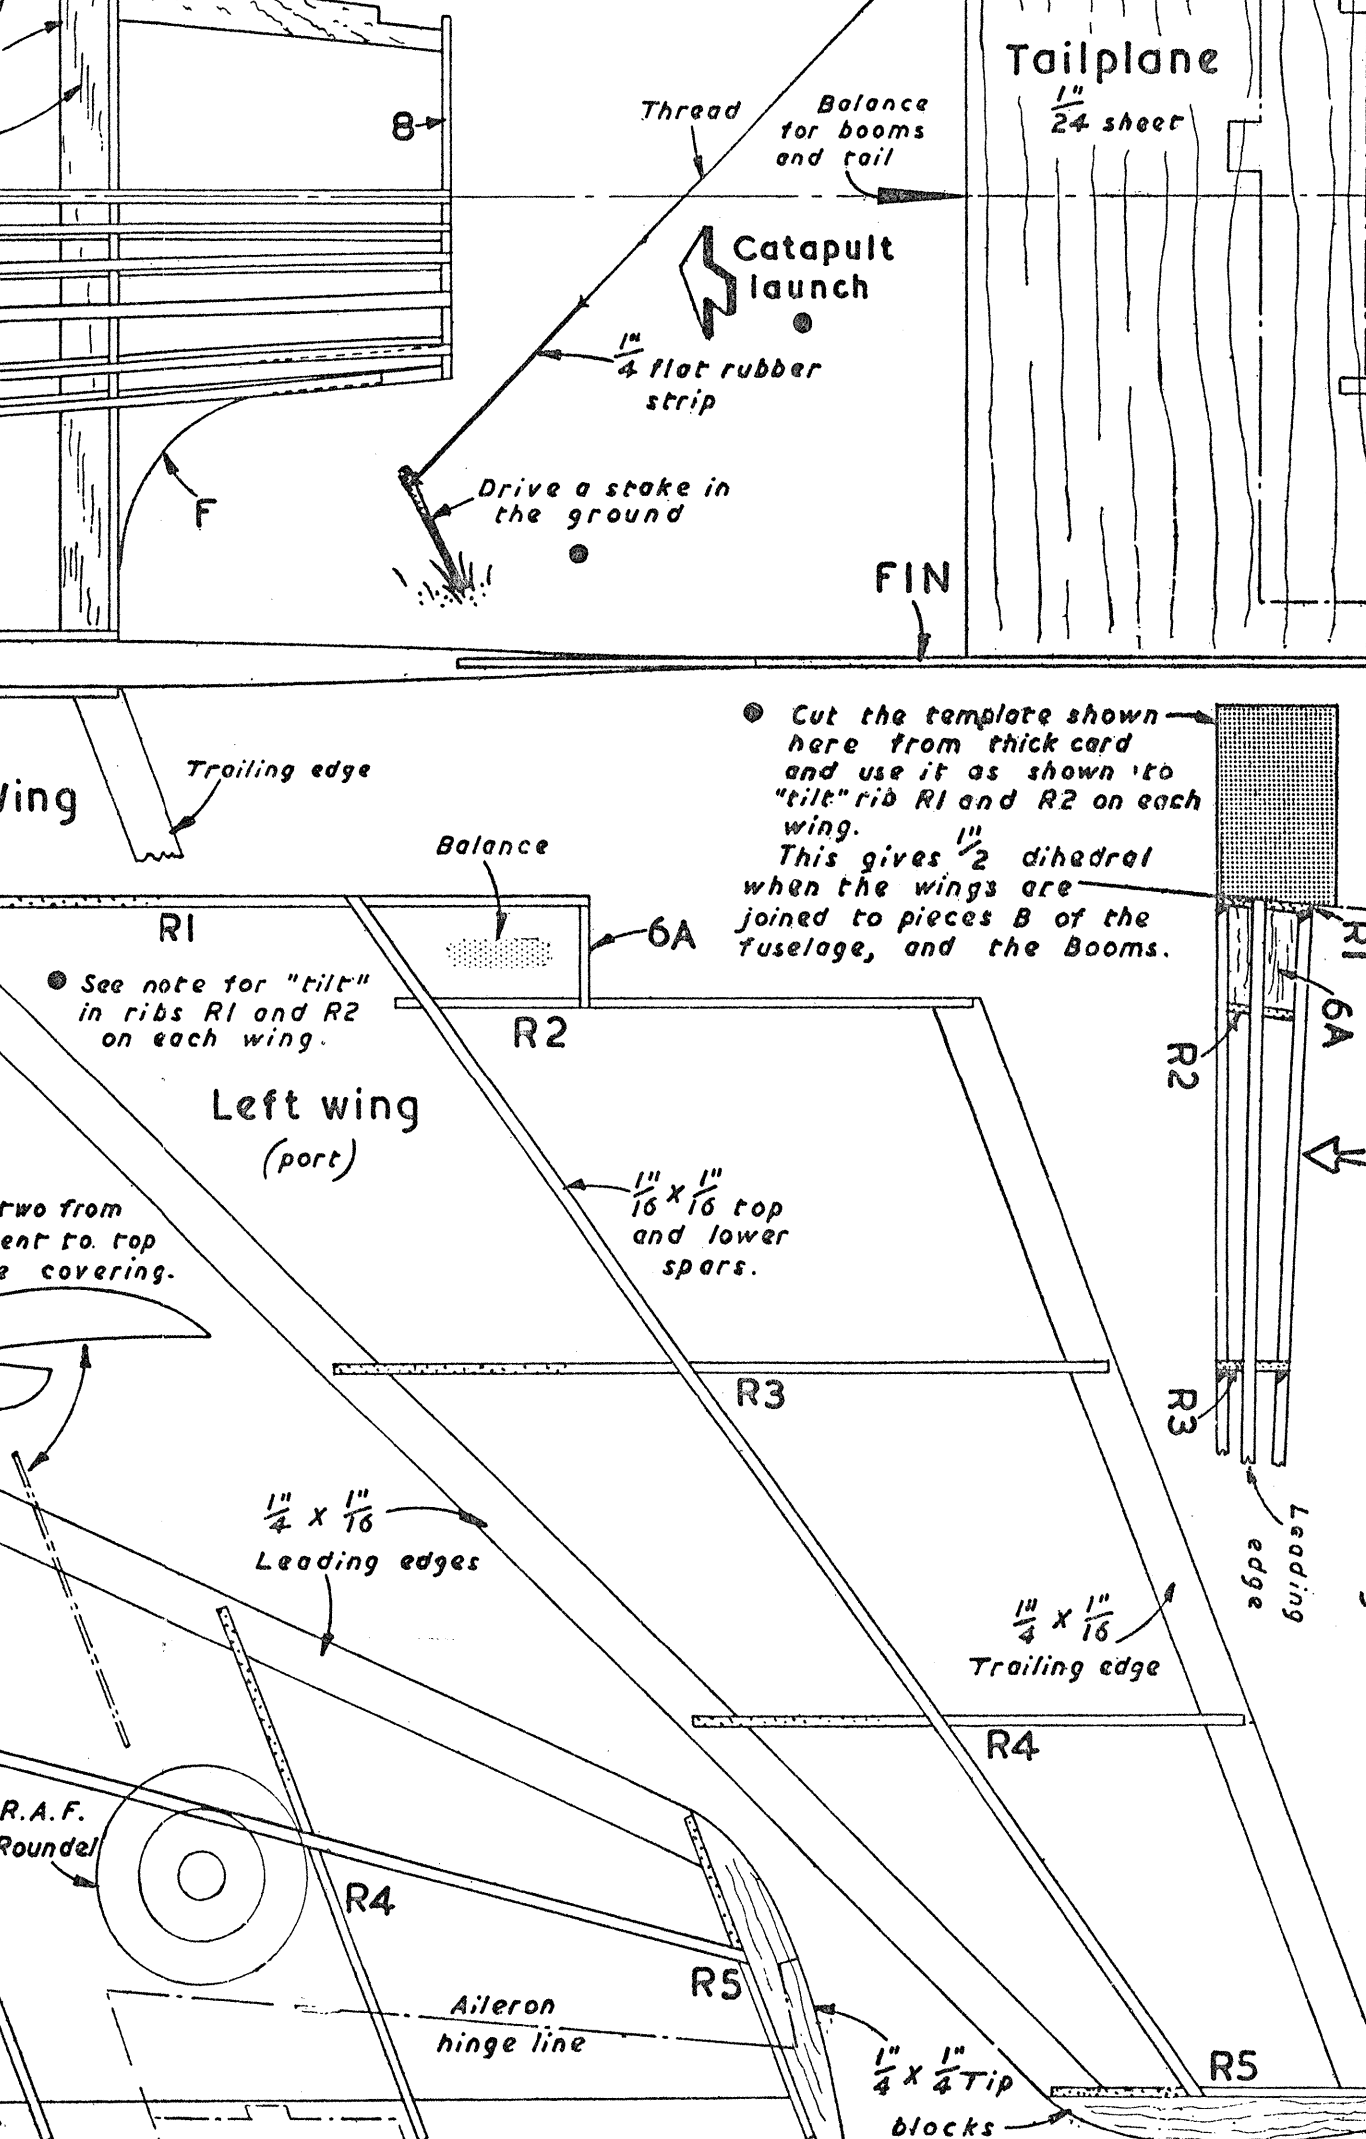 Tailplane
1"/24 sheet
8
Thread
Balance
for booms
and tail
Catapult
launch
1"/4 flat rubber
strip
F
Drive a stake in
the ground
FIN
Trailing edge
Cut the template shown
here from thick card
and use it as shown to
"tilt" rib R1 and R2 on each
wing.
This gives 1"/2 dihedral
when the wings are
joined to pieces B of the
fuselage, and the Booms.
Balance
R1
6A
See note for "tilt"
in ribs R1 and R2
on each wing.
R2
R1
6A
R2
R3
Leading
edge
Left wing
(port)
1"/16 x 1"/16 top
and lower
spars.
two from
to top
covering.
R3
1"/4 x 1"/16
Leading edges
1"/4 x 1"/16
Trailing edge
R4
R.A.F.
Roundel
R4
R5
Aileron
hinge line
1"/4 x 1"/4 Tip
blocks
R5